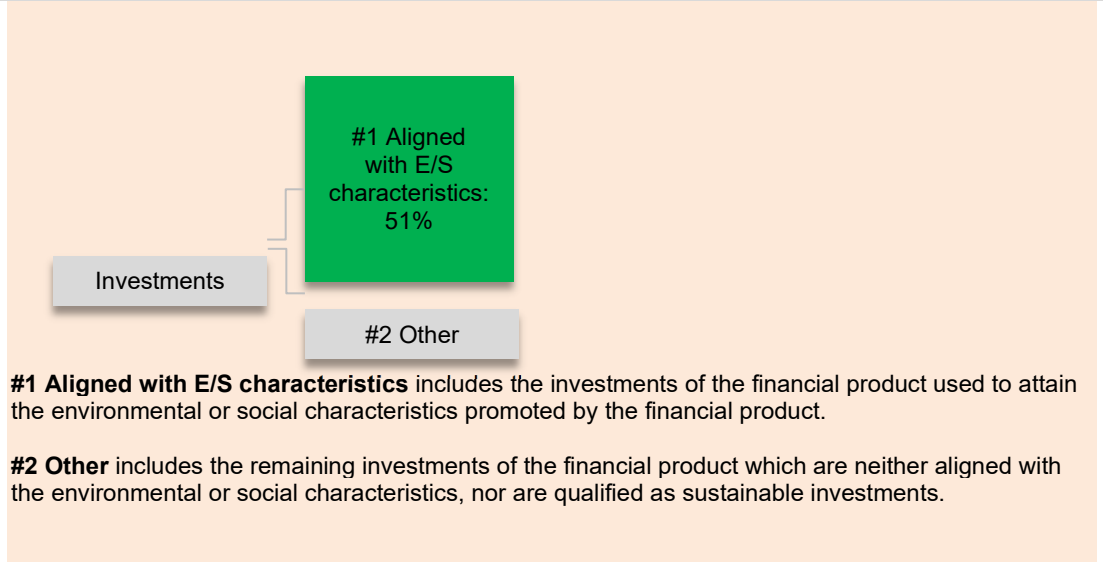 #1 Aligned
with E/S
characteristics:
51%
Investments
#2 Other
#1 Aligned with E/S characteristics includes the investments of the financial product used to attain
the environmental or social characteristics promoted by the financial product.
#2 Other includes the remaining investments of the financial product which are neither aligned with
the environmental or social characteristics, nor are qualified as sustainable investments.